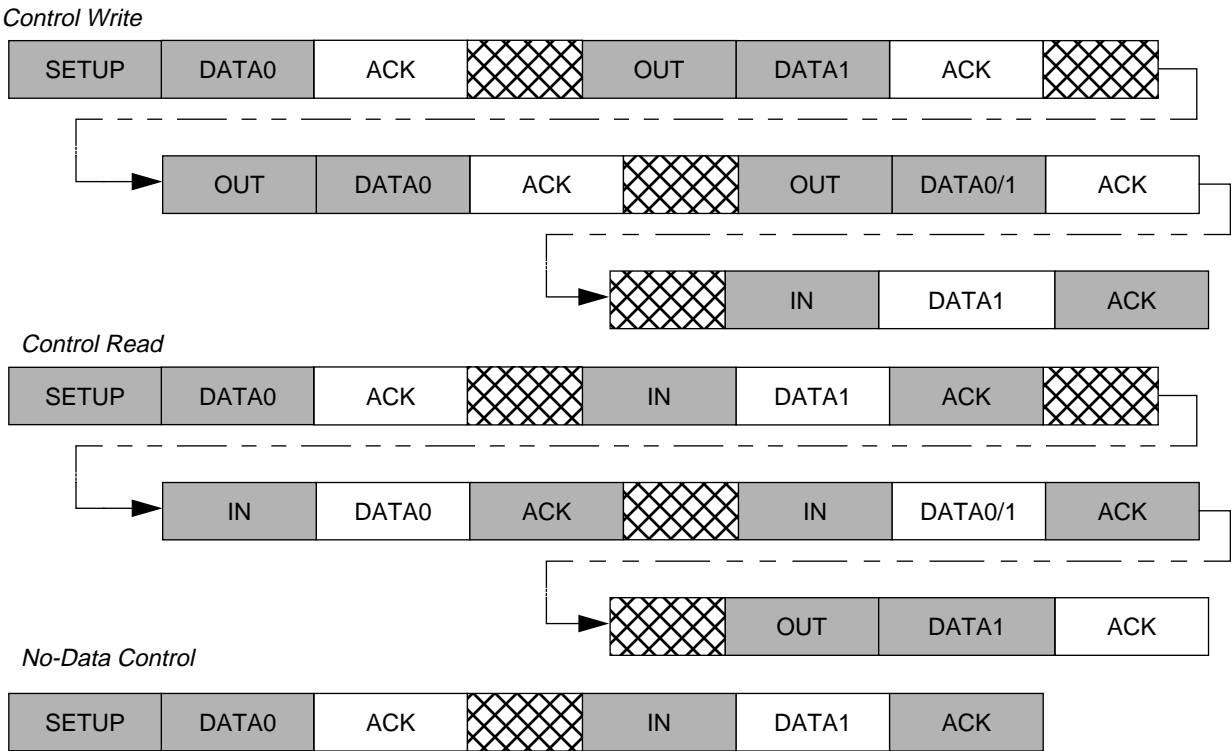 Control Write
SETUP DATA0 ACK OUT DATA1 ACK
OUT DATA0 ACK OUT DATA0/1 ACK
IN DATA1 ACK
Control Read
SETUP DATA0 ACK IN DATA1 ACK
IN DATA0 ACK IN DATA0/1 ACK
OUT DATA1 ACK
No-Data Control
SETUP DATA0 ACK IN DATA1 ACK